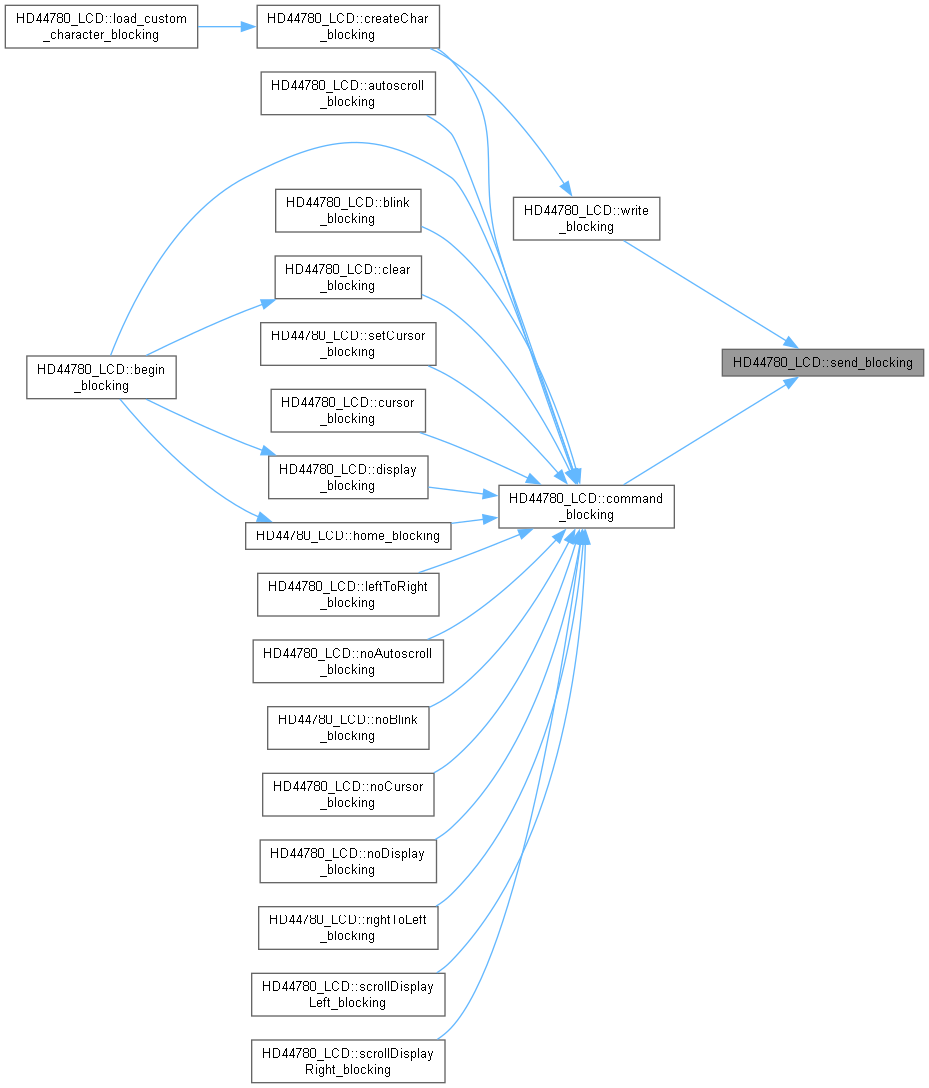 HD44780_LCD::load_custom
_character_blocking
HD44780_LCD::createChar
_blocking
HD44780_LCD::autoscroll
_blocking
HD44780_LCD::blink
_blocking
HD44780_LCD::write
_blocking
HD44780_LCD::clear
_blocking
HD44780_LCD::setCursor
_blocking
HD44780_LCD::begin
_blocking
HD44780_LCD::send_blocking
HD44780_LCD::cursor
_blocking
HD44780_LCD::display
_blocking
HD44780_LCD::command
_blocking
HD44780_LCD::home_blocking
HD44780_LCD::leftToRight
_blocking
HD44780_LCD::noAutoscroll
_blocking
HD44780_LCD::noBlink
_blocking
HD44780_LCD::noCursor
_blocking
HD44780_LCD::noDisplay
_blocking
HD44780_LCD::rightToLeft
_blocking
HD44780_LCD::scrollDisplay
Left_blocking
HD44780_LCD::scrollDisplay
Right_blocking